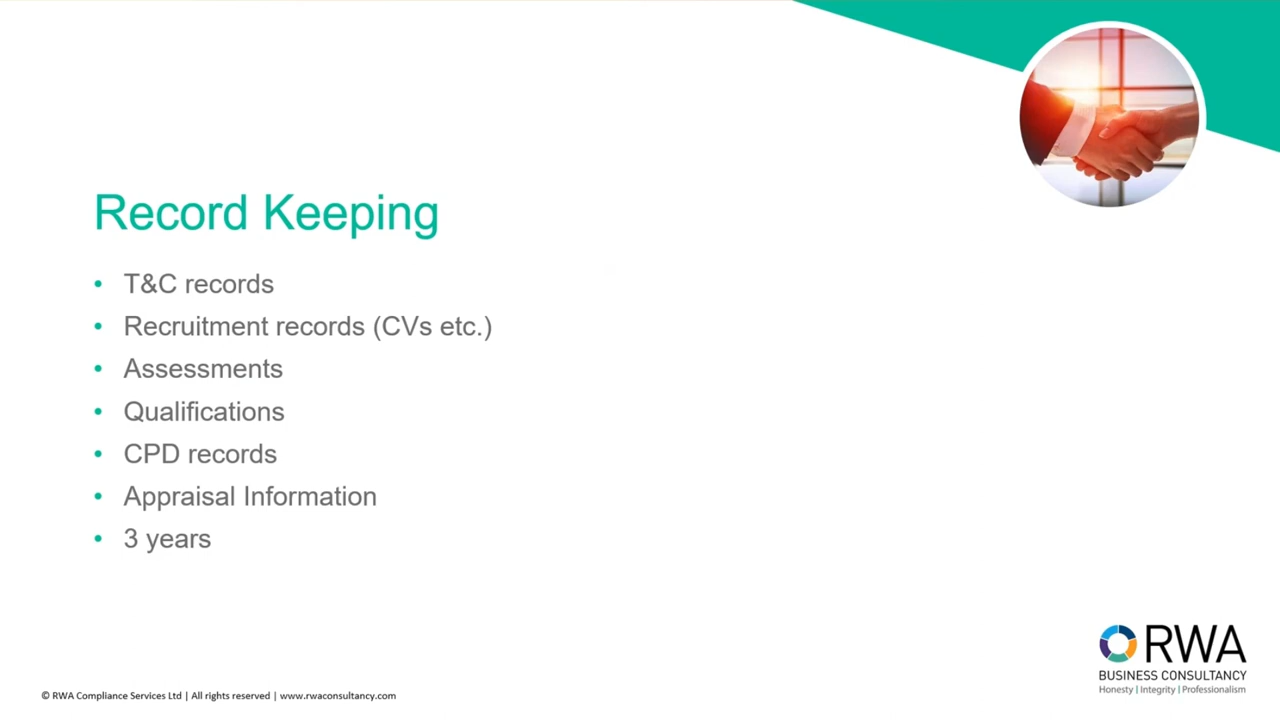 Record Keeping
• T&C records
• Recruitment records (CVs etc.)
• Assessments
• Qualifications
• CPD records
• Appraisal Information
• 3 years
RWA
BUSINESS CONSULTANCY
Honesty | Integrity | Professionalism
© RWA Compliance Services Ltd | All rights reserved | www.rwaconsultancy.com